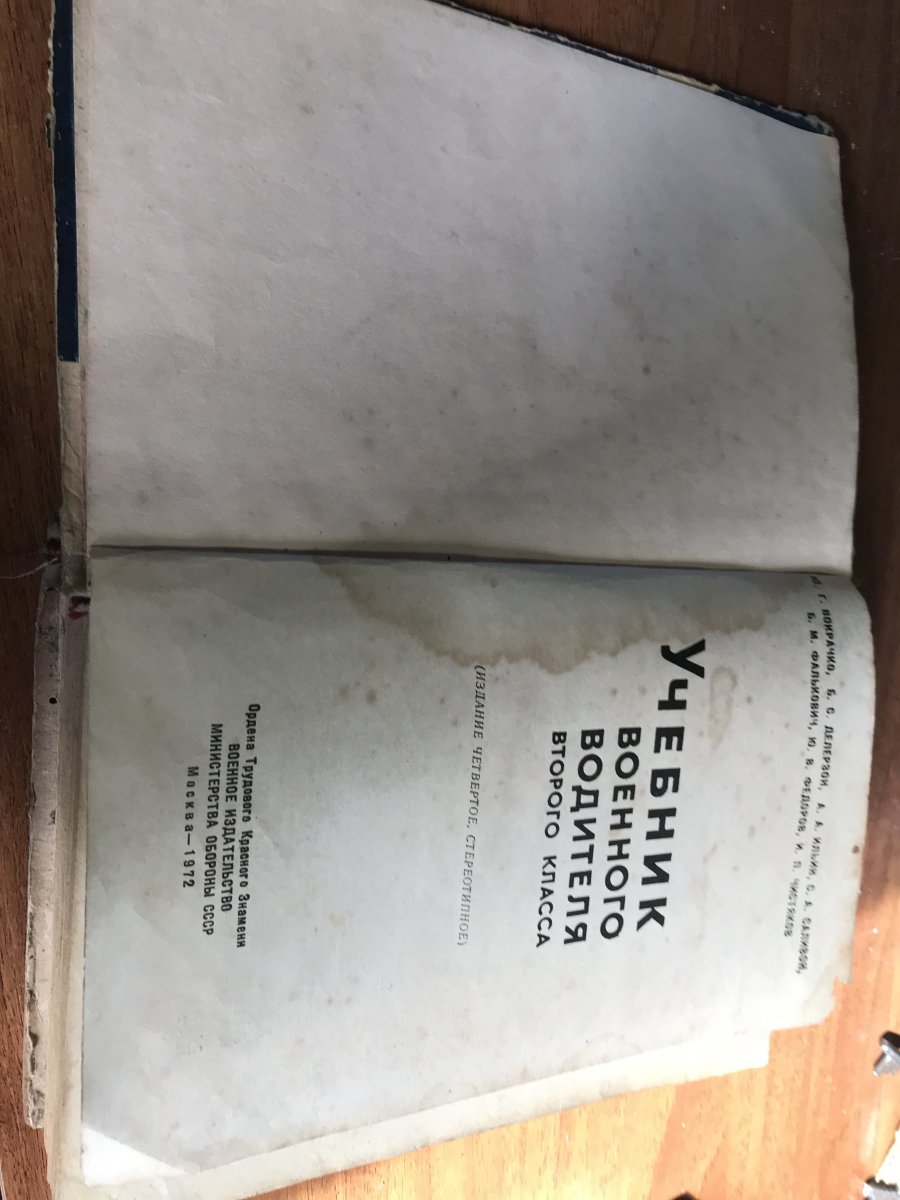 Г. ВОКРАЧКО, Б. С. ДЕЛЕРЗОН, А. А. ИЛЬИН, С. А. САЛИВОН,
Б. М. ФАЛЬКОВИЧ, Ю. В. ФЕДОРОВ, И. П. ЧИСТЯКОВ
УЧЕБНИК
ВОЕННОГО
ВОДИТЕЛЯ
ВТОРОГО КЛАССА
(ИЗДАНИЕ ЧЕТВЕРТОЕ, СТЕРЕОТИПНОЕ)
Ордена Трудового Красного Знамени
ВОЕННОЕ ИЗДАТЕЛЬСТВО
МИНИСТЕРСТВА ОБОРОНЫ СССР
Москва—1972